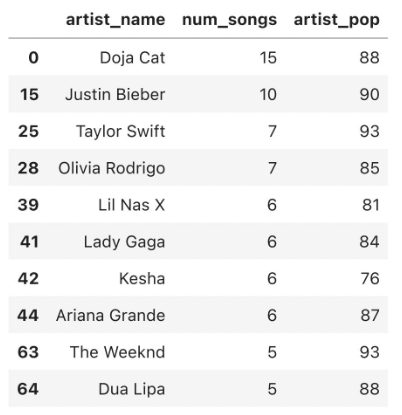 artist_name num_songs artist_pop
0 Doja Cat 15 88
15 Justin Bieber 10 90
25 Taylor Swift 7 93
28 Olivia Rodrigo 7 85
39 Lil Nas X 6 81
41 Lady Gaga 6 84
42 Kesha 6 76
44 Ariana Grande 6 87
63 The Weeknd 5 93
64 Dua Lipa 5 88